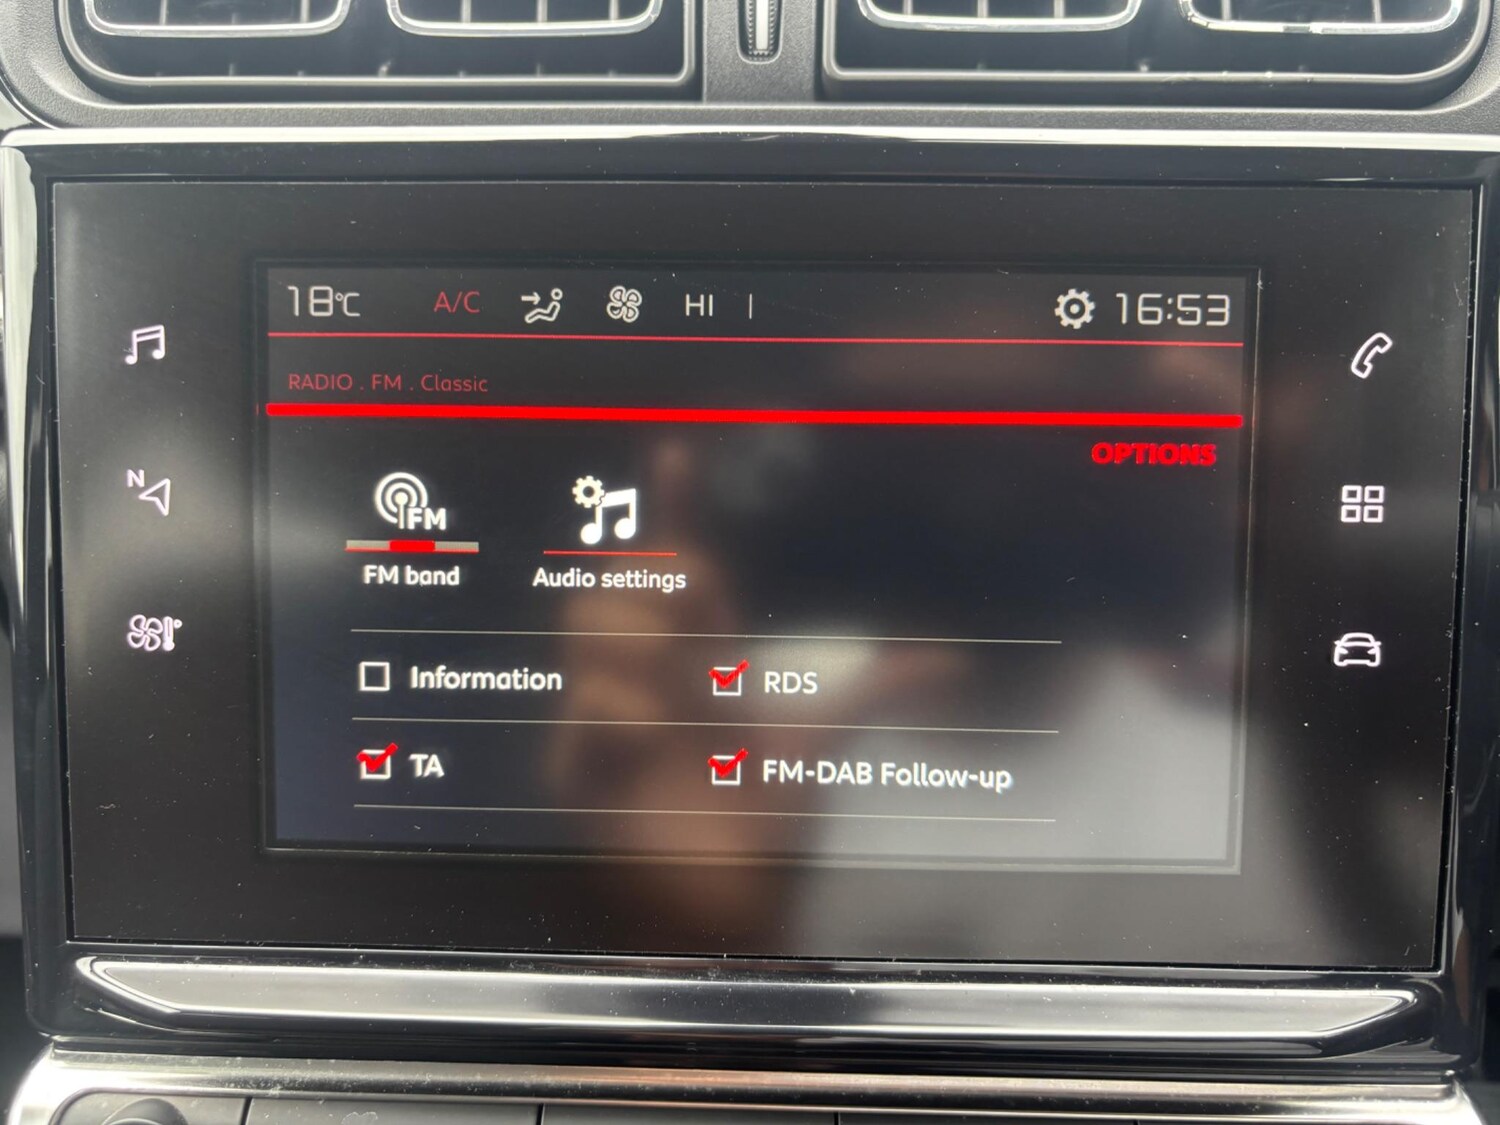 18°C A/C HI 16:53
RADIO . FM . Classic
OPTIONS
FM
FM band Audio settings
N
Information RDS
TA FM-DAB Follow-up